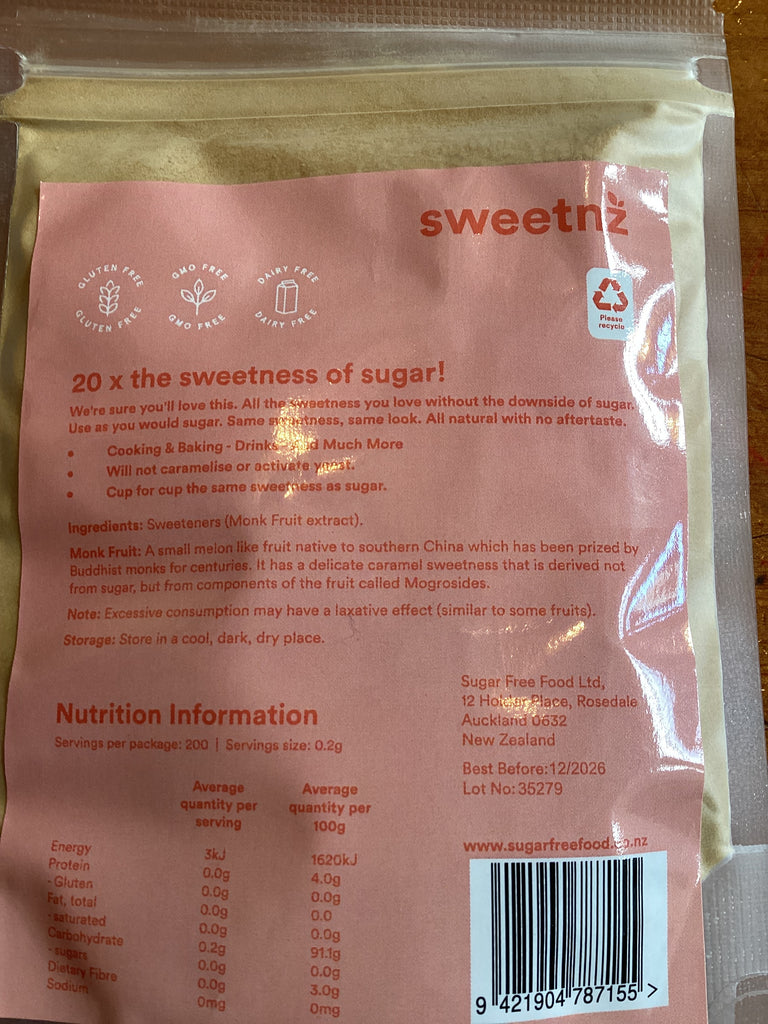 sweetnz
GLUTEN FREE
GLUTEN FREE
GMO FREE
GMO FREE
DAIRY FREE
DAIRY FREE
Please
recycle
20 x the sweetness of sugar!
We're sure you'll love this. All the sweetness you love without the downside of sugar.
Use as you would sugar. Same sweetness, same look. All natural with no aftertaste.
• Cooking & Baking - Drinks - And Much More
• Will not caramelise or activate yeast.
• Cup for cup the same sweetness as sugar.
Ingredients: Sweeteners (Monk Fruit extract).
Monk Fruit: A small melon like fruit native to southern China which has been prized by
Buddhist monks for centuries. It has a delicate caramel sweetness that is derived not
from sugar, but from components of the fruit called Mogrosides.
Note: Excessive consumption may have a laxative effect (similar to some fruits).
Storage: Store in a cool, dark, dry place.
Sugar Free Food Ltd,
12 Holder Place, Rosedale
Auckland 0632
New Zealand
Best Before:12/2026
Lot No:35279
www.sugarfreefood.co.nz
9 421904 787155 >
Nutrition Information
Servings per package: 200 | Servings size: 0.2g
Average quantity per serving Average quantity per 100g
Energy 3kJ 1620kJ
Protein 0.0g 4.0g
- Gluten 0.0g 0.0g
Fat, total 0.0g 0.0
- saturated 0.0g 0.0g
Carbohydrate 0.2g 91.1g
- sugars 0.0g 0.0g
Dietary Fibre 0.0g 3.0g
Sodium 0mg 0mg